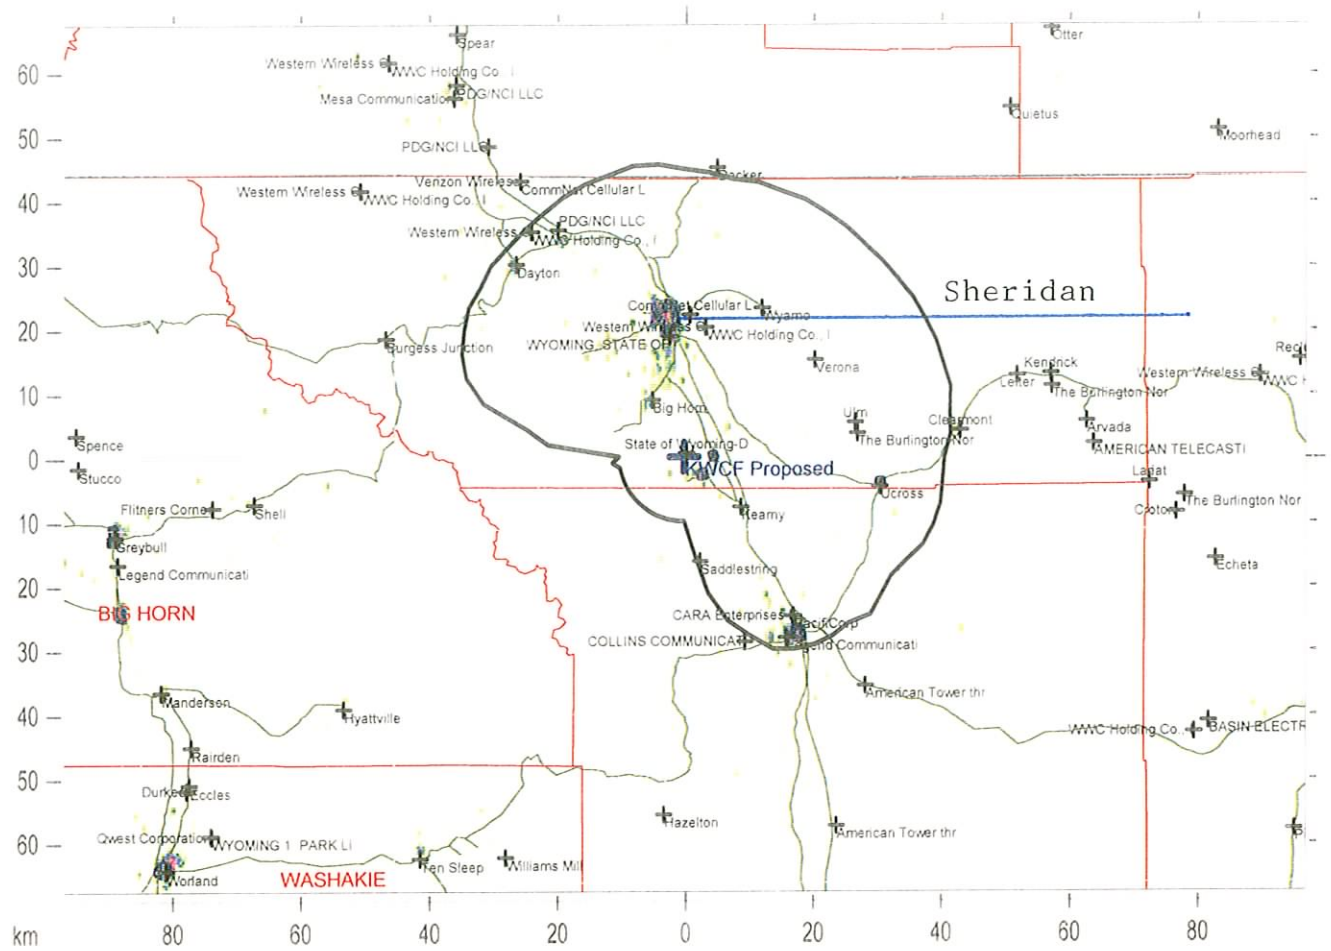 Spear
Otter
60
Western Wireless C
WWC Holding Co., I
PDG/NCI LLC
Mesa Communication
Quietus
Moorhead
50
PDG/NCI LLC
Decker
Verizon Wireless
CommNet Cellular L
Western Wireless C
WWC Holding Co., I
40
PDG/NCI LLC
Western Wireless C
WWC Holding Co., I
30
Dayton
Sheridan
CommNet Cellular L
Wyarno
20
Western Wireless C
WWC Holding Co., I
WYOMING, STATE OF
Burgess Junction
Verona
Kendrick
Leiter
Western Wireless C
WWC H
The Burlington Nor
10
Big Horn
Ulm
Clearmont
Arvada
The Burlington Nor
State of Wyoming-D
AMERICAN TELECASTI
Spence
0
KWCF Proposed
Stucco
Ucross
The Burlington Nor
Flitners Corne
Shell
Kearny
Croton
10
Greybull
Echeta
Saddlestring
Legend Communicati
20
BIG HORN
CARA Enterprises
PacifiCorp
COLLINS COMMUNICAT
Legend Communicati
30
American Tower thr
Manderson
Hyattville
40
WWC Holding Co.,
BASIN ELECTR
Rairden
50
Durkee
Eccles
Hazelton
American Tower thr
Qwest Corporation
WYOMING 1 PARK LI
60
Ten Sleep
Williams Mill
Worland
WASHAKIE
km 80 60 40 20 0 20 40 60 80